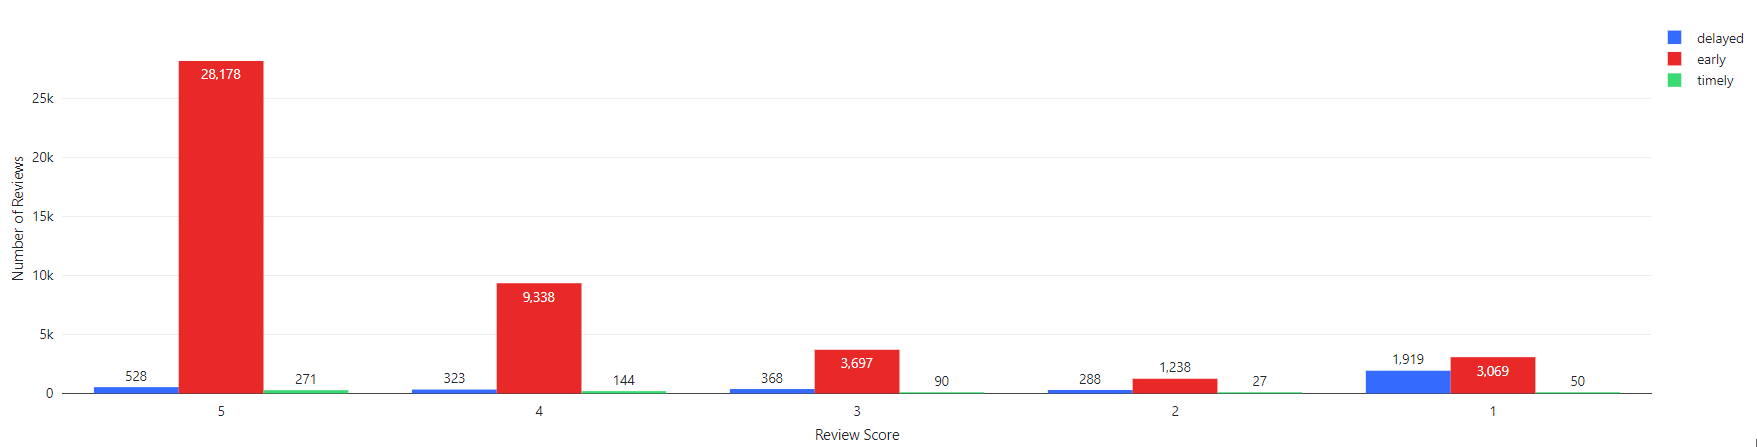 delayed
early
timely
Number of Reviews
25k
20k
15k
10k
5k
0
28,178
9,338
3,697
1,238
3,069
528
271
323
144
368
90
288
27
1,919
50
5
4
3
2
1
Review Score